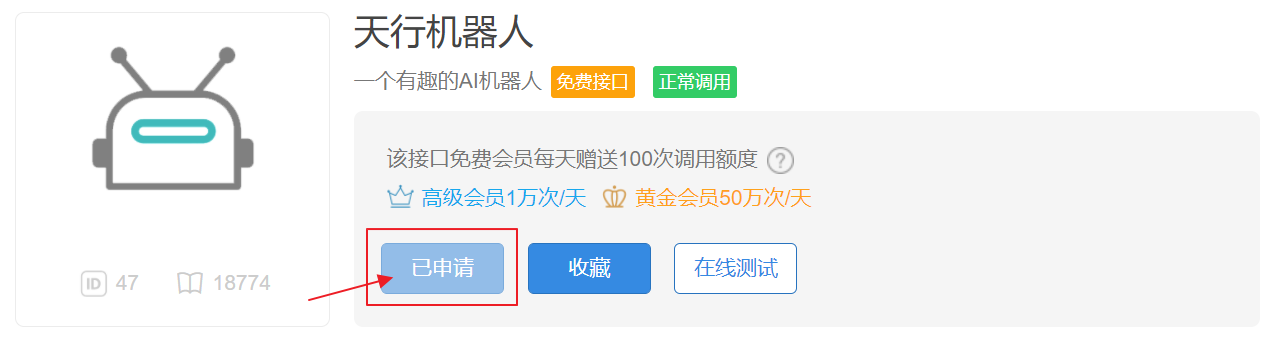 天行机器人
一个有趣的AI机器人 免费接口 正常调用
该接口免费会员每天赠送100次调用额度 ?
高级会员1万次/天 黄金会员50万次/天
已申请 收藏 在线测试
ID 47 18774